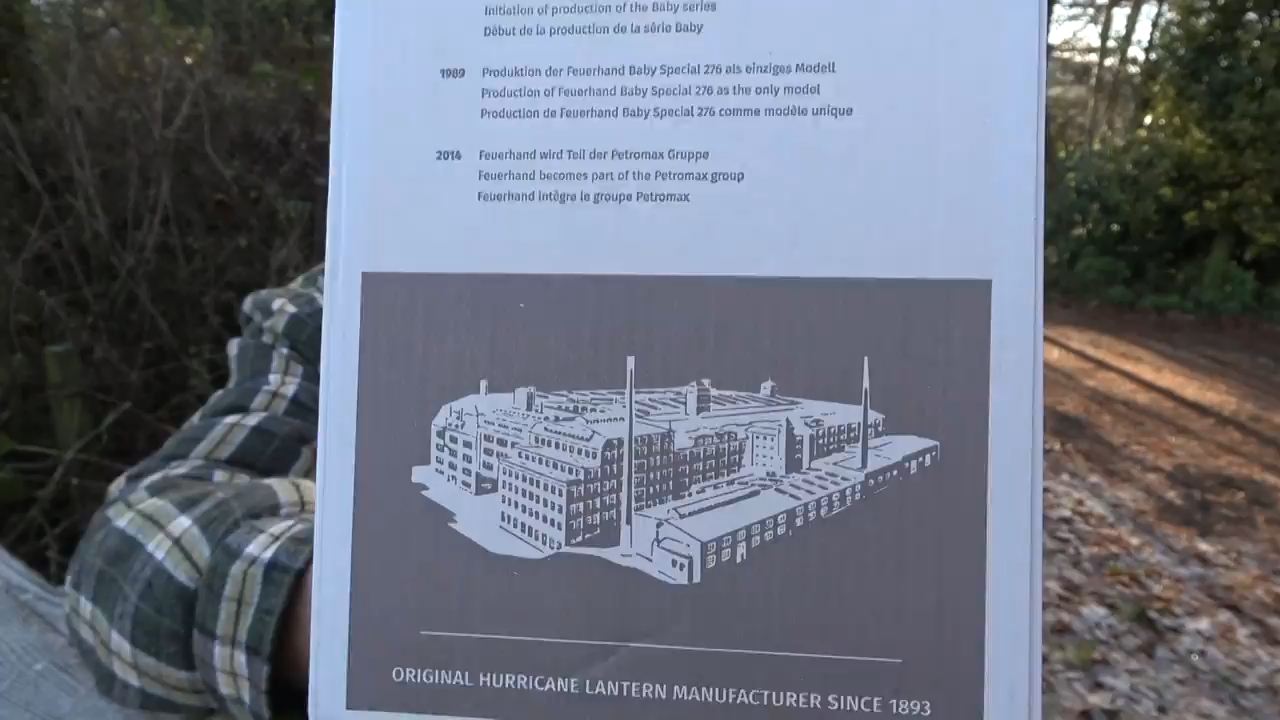 Initiation of production of the Baby series
Début de la production de la série Baby
1989 Produktion der Feuerhand Baby Special 276 als einziges Modell
Production of Feuerhand Baby Special 276 as the only model
Production de Feuerhand Baby Special 276 comme modèle unique
2014 Feuerhand wird Teil der Petromax Gruppe
Feuerhand becomes part of the Petromax group
Feuerhand intègre le groupe Petromax
ORIGINAL HURRICANE LANTERN MANUFACTURER SINCE 1893